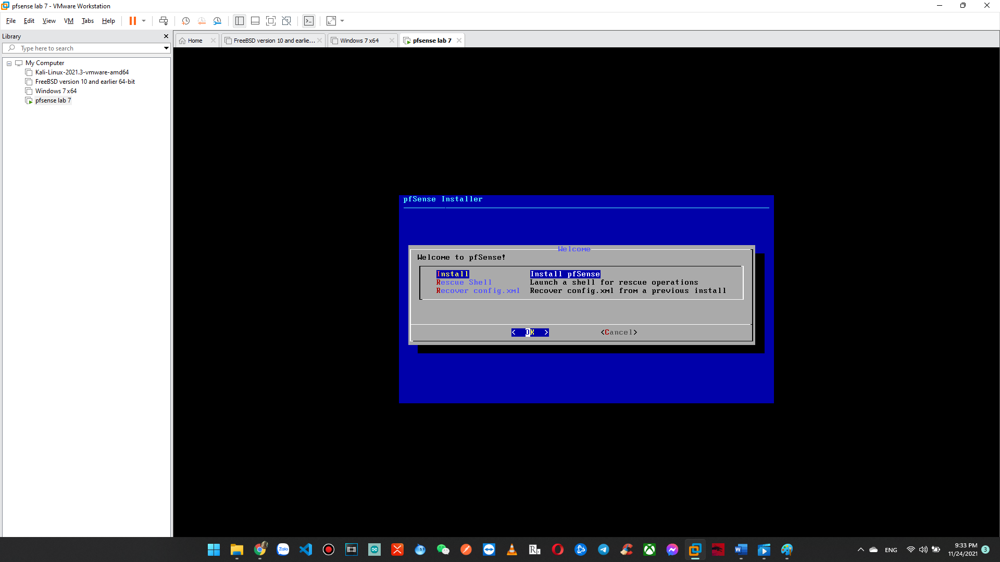 pfsense lab 7 - VMware Workstation
File Edit View VM Tabs Help
Library
Type here to search
My Computer
Kali-Linux-2021.3-vmware-amd64
FreeBSD version 10 and earlier 64-bit
Windows 7 x64
pfsense lab 7
Home
FreeBSD version 10 and earlie...
Windows 7 x64
pfsense lab 7
pfSense Installer
Welcome
Welcome to pfSense!
Install Install pfSense
Rescue Shell Launch a shell for rescue operations
Recover config.xml Recover config.xml from a previous install
< OK > <Cancel>
Zalo
ENG
9:33 PM
11/24/2021
3